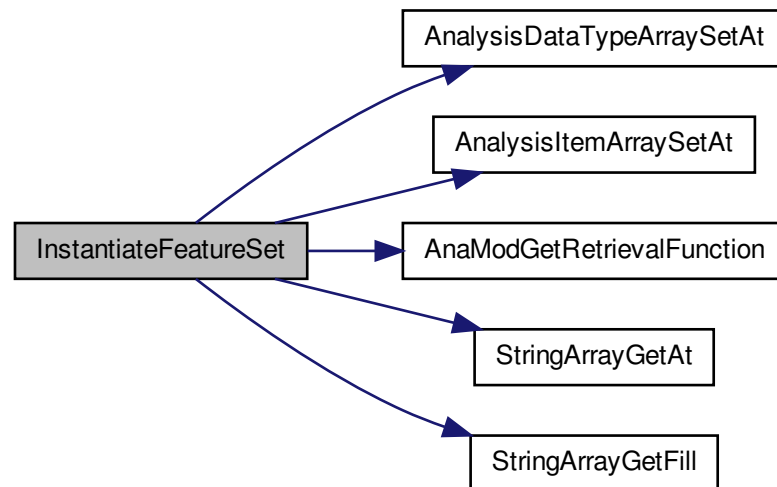 AnalysisDataTypeArraySetAt
AnalysisItemArraySetAt
InstantiateFeatureSet
AnaModGetRetrievalFunction
StringArrayGetAt
StringArrayGetFill